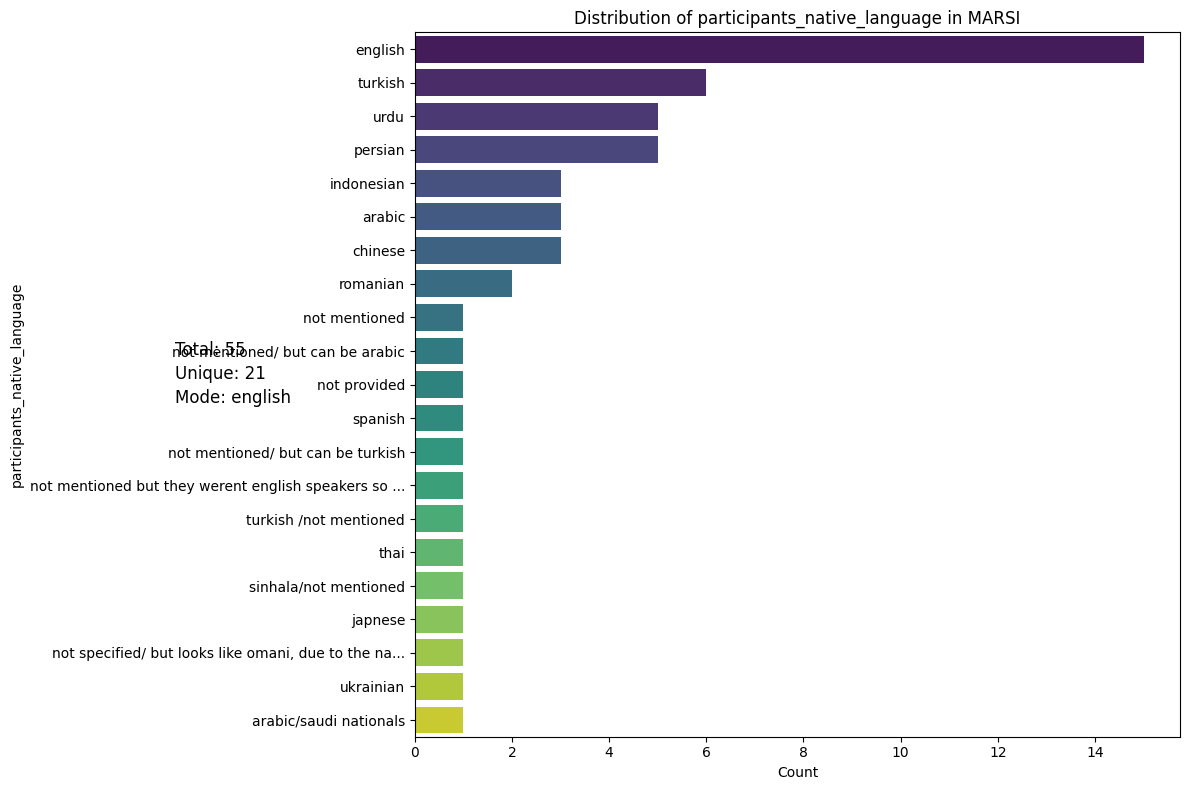 Distribution of participants_native_language in MARSI
participants_native_language
english
turkish
urdu
persian
indonesian
arabic
chinese
romanian
not mentioned
not mentioned/ but can be arabic
not provided
spanish
not mentioned/ but can be turkish
not mentioned but they werent english speakers so ...
turkish /not mentioned
thai
sinhala/not mentioned
japnese
not specified/ but looks like omani, due to the na...
ukrainian
arabic/saudi nationals
Total: 55
Unique: 21
Mode: english
0 2 4 6 8 10 12 14
Count